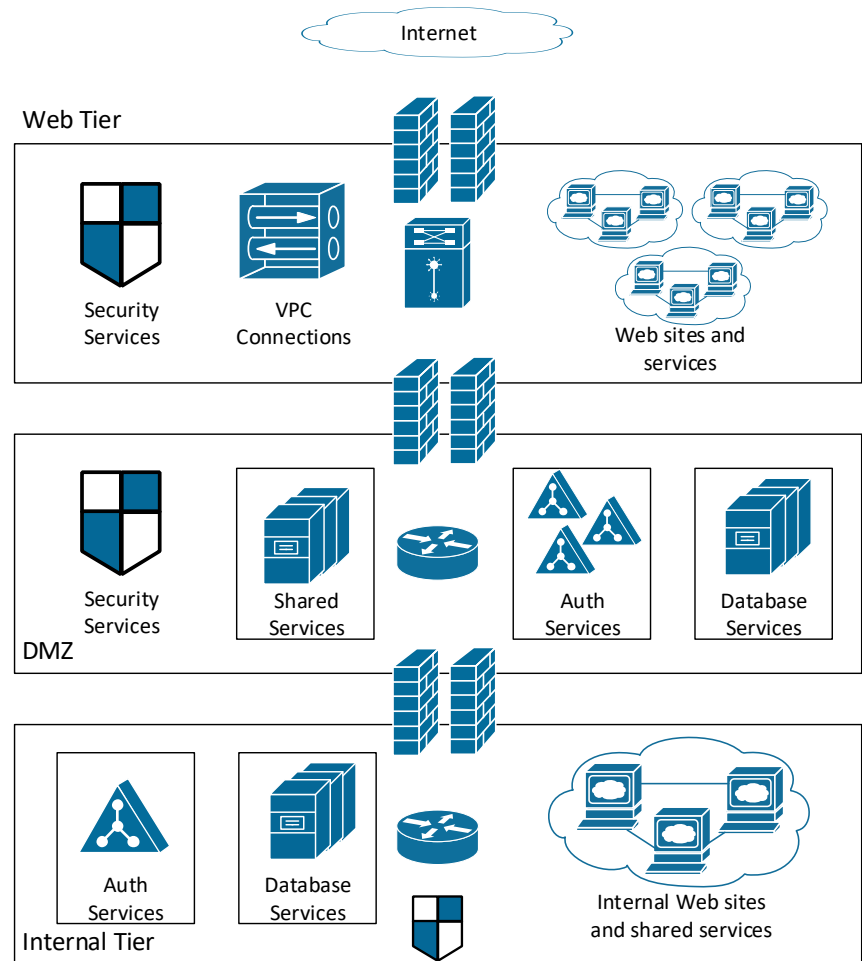 Internet
Web Tier
Security
Services
VPC
Connections
Web sites and
services
Security
Services
Shared
Services
Auth
Services
Database
Services
DMZ
Auth
Services
Database
Services
Internal Web sites
and shared services
Internal Tier